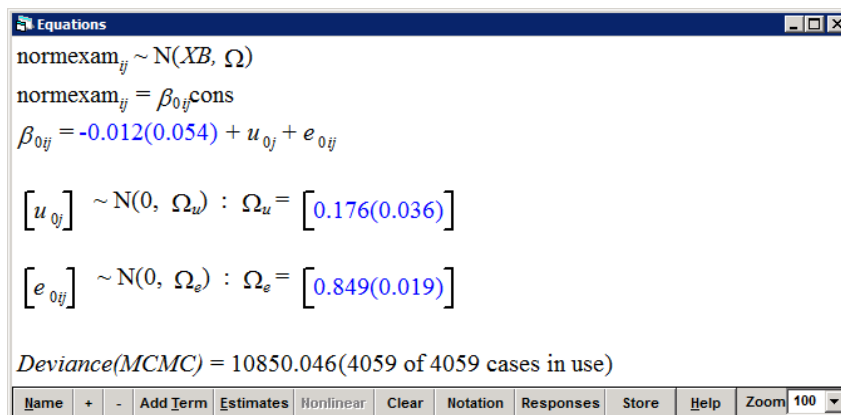 Equations
normexam_ij ~ N(XB, Ω)
normexam_ij = β_0ij cons
β_0ij = -0.012(0.054) + u_0j + e_0ij
[u_0j] ~ N(0, Ω_u) : Ω_u = [0.176(0.036)]
[e_0ij] ~ N(0, Ω_e) : Ω_e = [0.849(0.019)]
Deviance(MCMC) = 10850.046(4059 of 4059 cases in use)
Name + - Add Term Estimates Nonlinear Clear Notation Responses Store Help Zoom 100